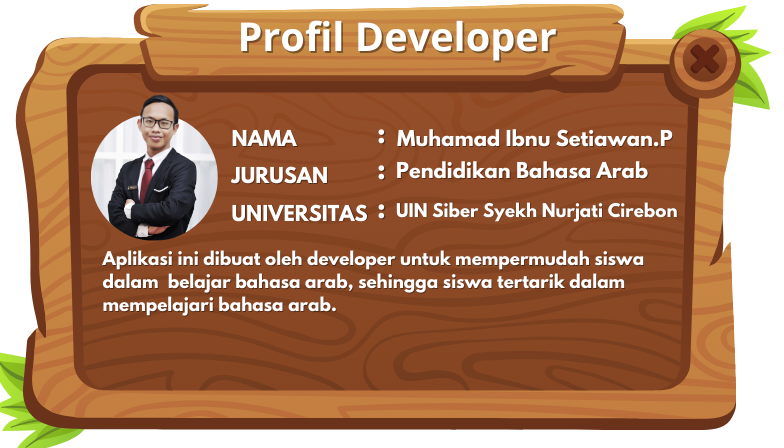 Profil Developer
NAMA : Muhamad Ibnu Setiawan.P
JURUSAN : Pendidikan Bahasa Arab
UNIVERSITAS : UIN Siber Syekh Nurjati Cirebon
Aplikasi ini dibuat oleh developer untuk mempermudah siswa
dalam belajar bahasa arab, sehingga siswa tertarik dalam
mempelajari bahasa arab.